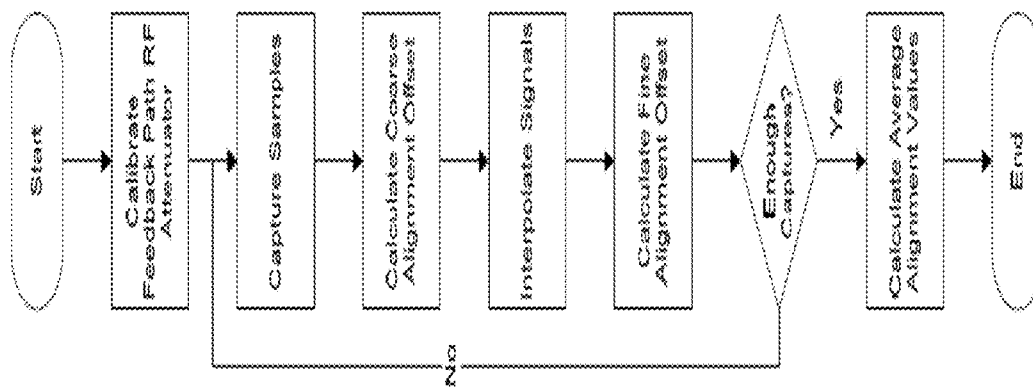 Start
Calibrate
Feedback Path RF
Attenuator
Capture Samples
Calculate Coarse
Alignment Offset
Interpolate Signals
Calculate Fine
Alignment Offset
Enough
Captures?
No
Yes
Calculate Average
Alignment Values
End